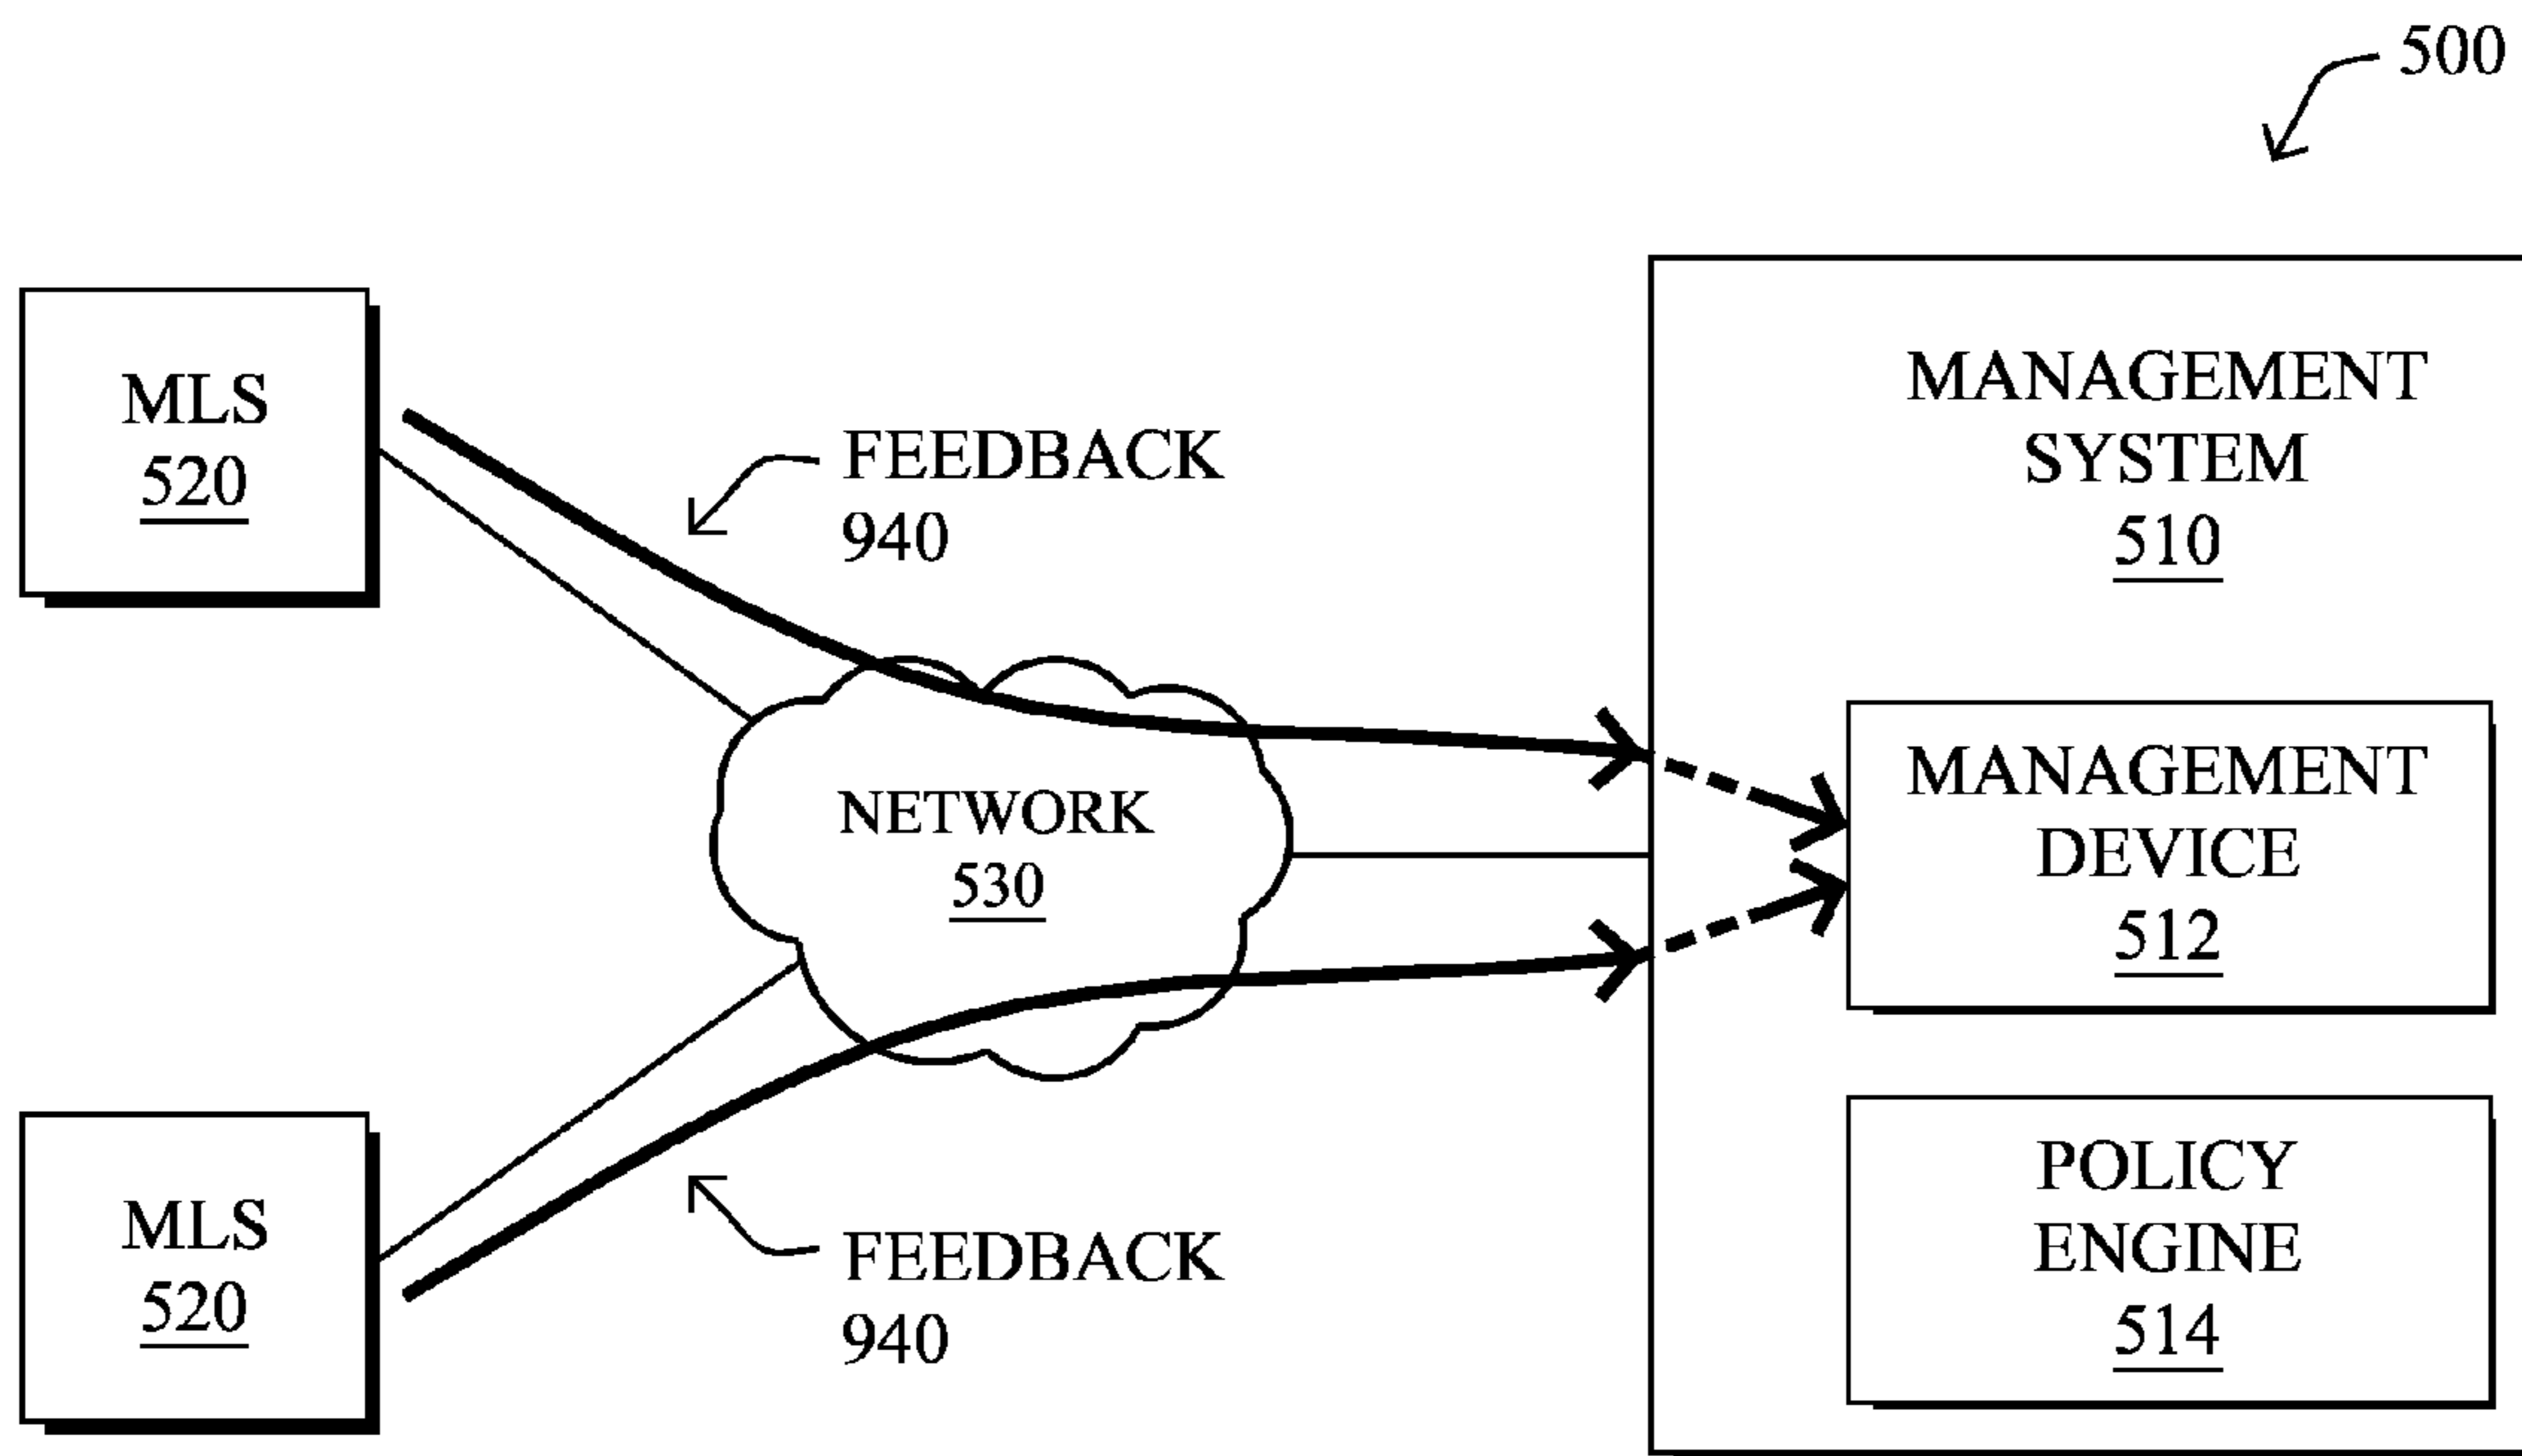 500
MLS
520
FEEDBACK
940
MANAGEMENT
SYSTEM
510
NETWORK
530
MANAGEMENT
DEVICE
512
MLS
520
FEEDBACK
940
POLICY
ENGINE
514